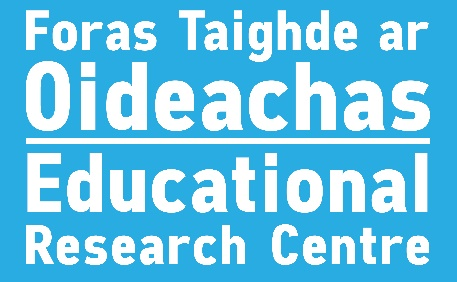 Foras Taighde ar
Oideachas
Educational
Research Centre